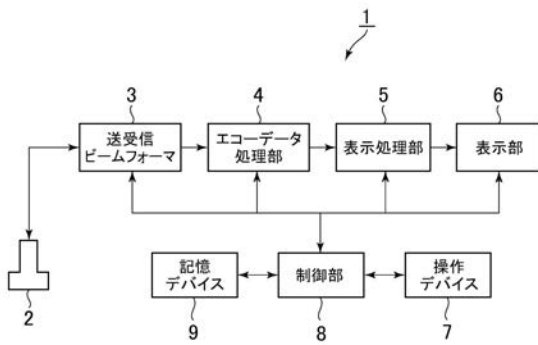 1
3
4
5
6
送受信
ビームフォーマ
エコーデータ
処理部
表示処理部
表示部
2
記憶
デバイス
制御部
操作
デバイス
9
8
7